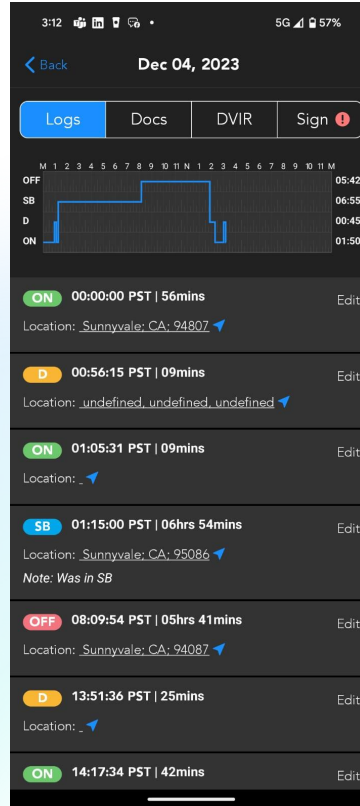 3:12 5G 57%
Back Dec 04, 2023
Logs Docs DVIR Sign
M 1 2 3 4 5 6 7 8 9 10 11 N 1 2 3 4 5 6 7 8 9 10 11 M
OFF 05:42
SB 06:55
D 00:45
ON 01:50
ON 00:00:00 PST | 56mins Edit
Location: Sunnyvale; CA; 94807
D 00:56:15 PST | 09mins Edit
Location: undefined, undefined, undefined
ON 01:05:31 PST | 09mins Edit
Location:
SB 01:15:00 PST | 06hrs 54mins Edit
Location: Sunnyvale; CA; 95086
Note: Was in SB
OFF 08:09:54 PST | 05hrs 41mins Edit
Location: Sunnyvale; CA; 94087
D 13:51:36 PST | 25mins Edit
Location:
ON 14:17:34 PST | 42mins Edit